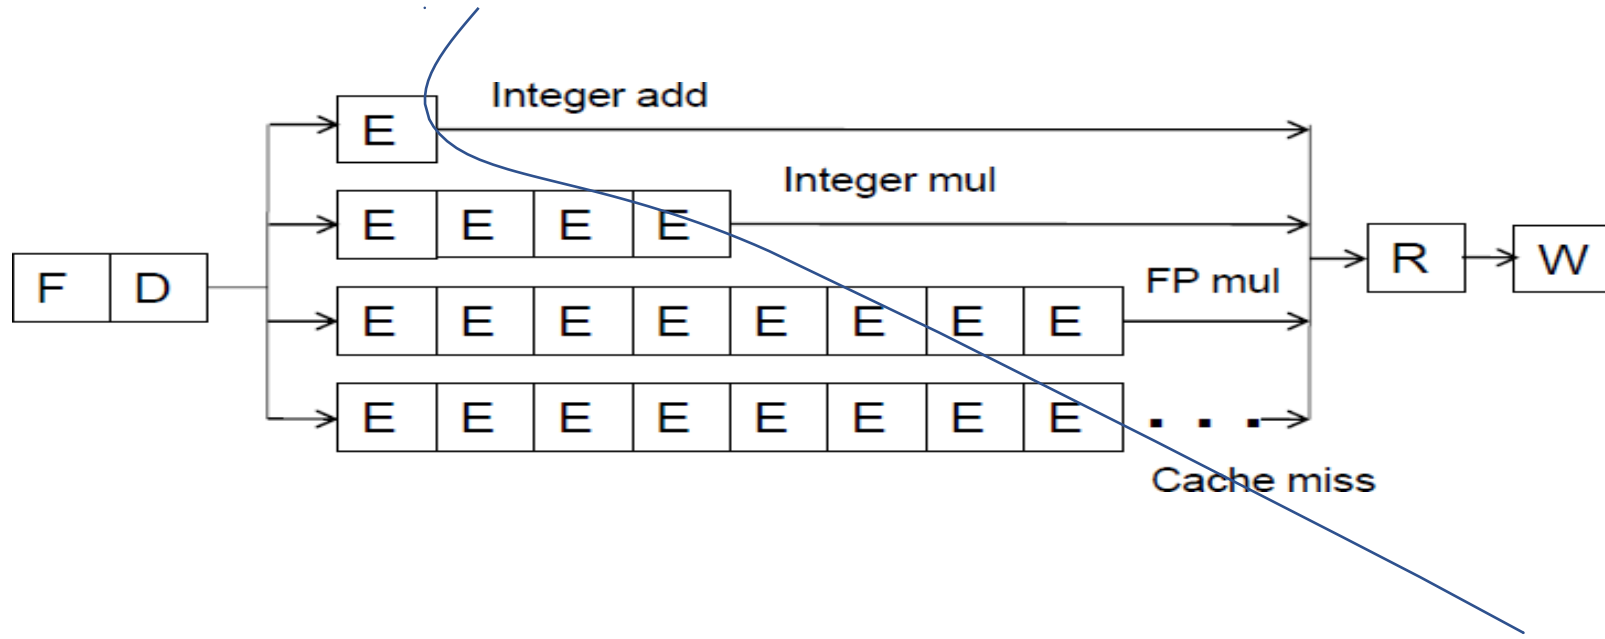 Integer add
E
Integer mul
E E E E
F D
R W
FP mul
E E E E E E E E
E E E E E E E E . . .
Cache miss